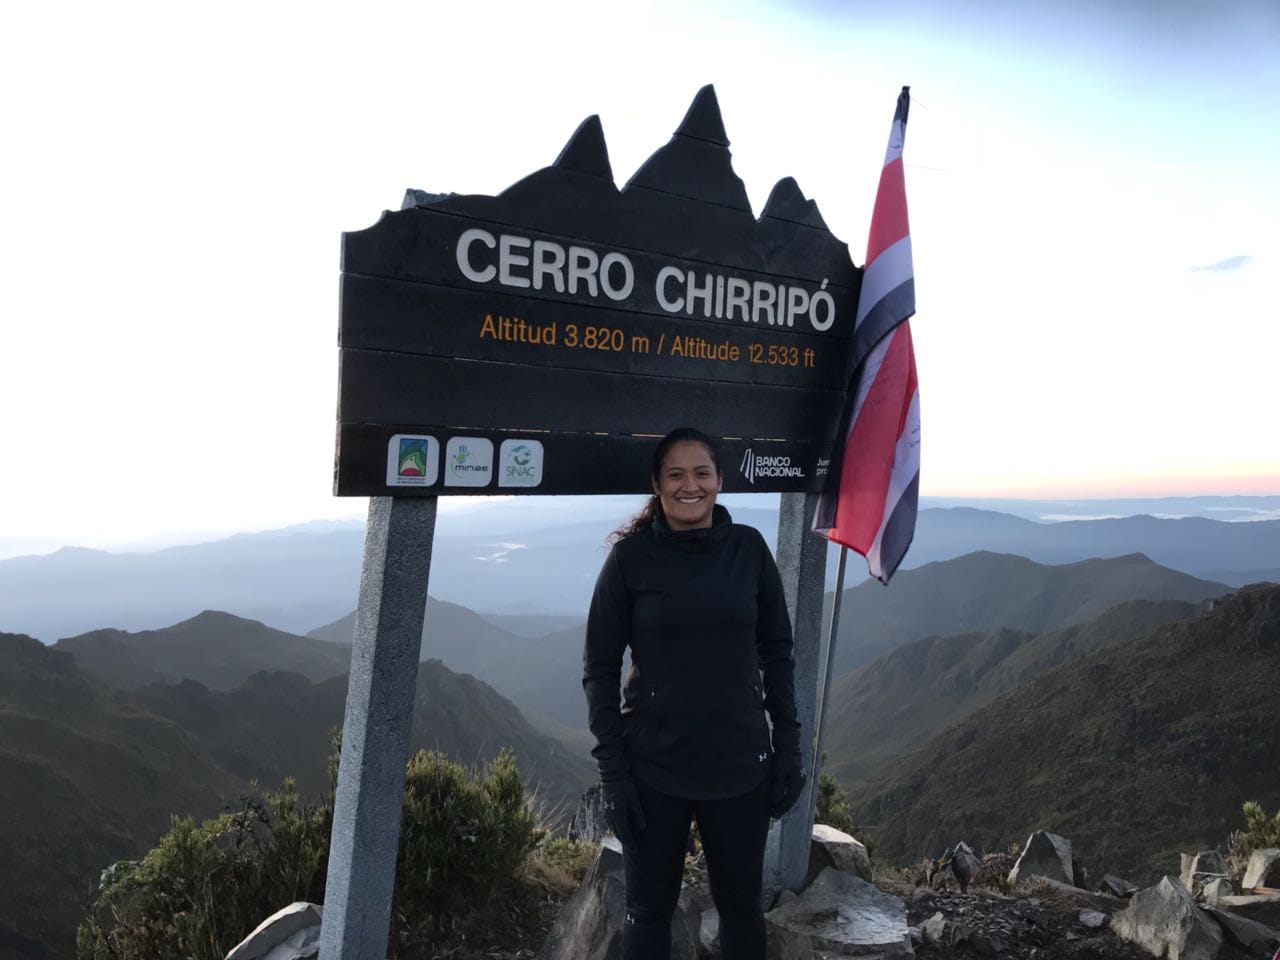 CERRO CHIRRIPÓ
Altitud 3.820 m / Altitude 12.533 ft
minae
SINAC
BANCO
NACIONAL